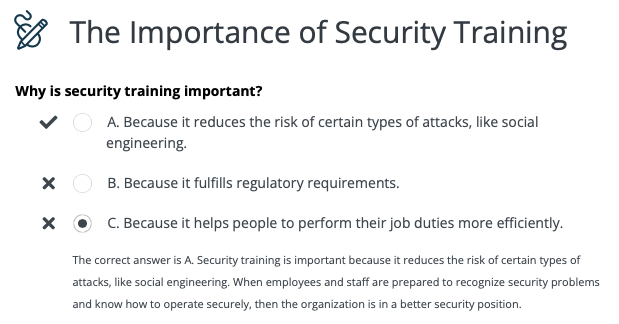 The Importance of Security Training
Why is security training important?
A. Because it reduces the risk of certain types of attacks, like social
engineering.
B. Because it fulfills regulatory requirements.
C. Because it helps people to perform their job duties more efficiently.
The correct answer is A. Security training is important because it reduces the risk of certain types of
attacks, like social engineering. When employees and staff are prepared to recognize security problems
and know how to operate securely, then the organization is in a better security position.